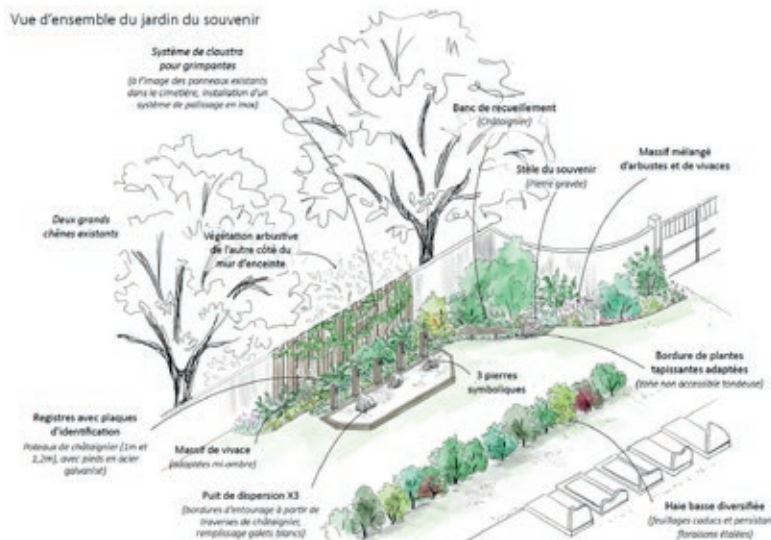 Vue d'ensemble du jardin du souvenir
Système de claustra
pour grimpantes
(à l'image des panneaux existants
dans le cimetière, installation d'un
système de palissage en inox)
Banc de recueillement
(Châtaignier)
Stèle du souvenir
(Pierre gravée)
Massif mélangé
d'arbustes et de vivaces
Deux grands
chênes existants
Végétation arbustive
de l'autre côté du
mur d'enceinte
Registres avec plaques
d'identification
Poteaux de châtaignier (1m et
1,2m), avec pieds en acier
galvanisé)
Massif de vivace
(adaptées mi-ombre)
3 pierres
symboliques
Bordure de plantes
tapissantes adaptées
(zone non accessible tondeuse)
Puit de dispersion X3
(bordures d'entourage à partir de
traverses de châtaignier,
remplissage galets blancs)
Haie basse diversifiée
(feuillages caducs et persistan
floraisons étalées)